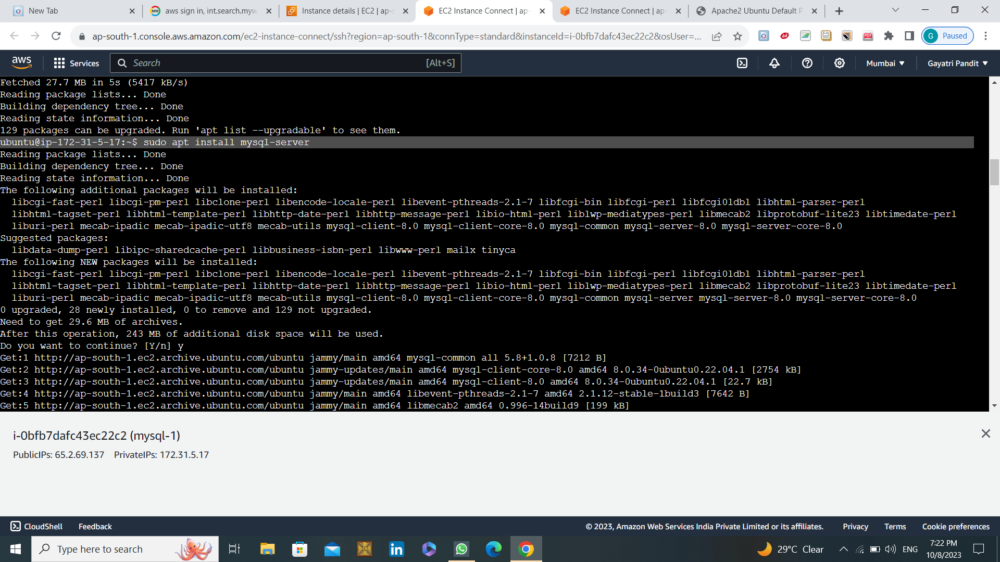 New Tab
aws sign in, int.search.myw
Instance details | EC2 | ap-s
EC2 Instance Connect | ap-
EC2 Instance Connect | ap-
Apache2 Ubuntu Default P
ap-south-1.console.aws.amazon.com/ec2-instance-connect/ssh?region=ap-south-1&connType=standard&instanceId=i-0bfb7dafc43ec22c2&osUser=...
Ask
PDF
G Paused
aws
Services
Search [Alt+S]
Mumbai ▼
Gayatri Pandit ▼
Fetched 27.7 MB in 5s (5417 kB/s)
Reading package lists... Done
Building dependency tree... Done
Reading state information... Done
129 packages can be upgraded. Run 'apt list --upgradable' to see them.
ubuntu@ip-172-31-5-17:~$ sudo apt install mysql-server
Reading package lists... Done
Building dependency tree... Done
Reading state information... Done
The following additional packages will be installed:
  libcgi-fast-perl libcgi-pm-perl libclone-perl libencode-locale-perl libevent-pthreads-2.1-7 libfcgi-bin libfcgi-perl libfcgi0ldbl libhtml-parser-perl
  libhtml-tagset-perl libhtml-template-perl libhttp-date-perl libhttp-message-perl libio-html-perl liblwp-mediatypes-perl libmecab2 libprotobuf-lite23 libtimedate-perl
  liburi-perl mecab-ipadic mecab-ipadic-utf8 mecab-utils mysql-client-8.0 mysql-client-core-8.0 mysql-common mysql-server-8.0 mysql-server-core-8.0
Suggested packages:
  libdata-dump-perl libipc-sharedcache-perl libbusiness-isbn-perl libwww-perl mailx tinyca
The following NEW packages will be installed:
  libcgi-fast-perl libcgi-pm-perl libclone-perl libencode-locale-perl libevent-pthreads-2.1-7 libfcgi-bin libfcgi-perl libfcgi0ldbl libhtml-parser-perl
  libhtml-tagset-perl libhtml-template-perl libhttp-date-perl libhttp-message-perl libio-html-perl liblwp-mediatypes-perl libmecab2 libprotobuf-lite23 libtimedate-perl
  liburi-perl mecab-ipadic mecab-ipadic-utf8 mecab-utils mysql-client-8.0 mysql-client-core-8.0 mysql-common mysql-server mysql-server-8.0 mysql-server-core-8.0
0 upgraded, 28 newly installed, 0 to remove and 129 not upgraded.
Need to get 29.6 MB of archives.
After this operation, 243 MB of additional disk space will be used.
Do you want to continue? [Y/n] y
Get:1 http://ap-south-1.ec2.archive.ubuntu.com/ubuntu jammy/main amd64 mysql-common all 5.8+1.0.8 [7212 B]
Get:2 http://ap-south-1.ec2.archive.ubuntu.com/ubuntu jammy-updates/main amd64 mysql-client-core-8.0 amd64 8.0.34-0ubuntu0.22.04.1 [2754 kB]
Get:3 http://ap-south-1.ec2.archive.ubuntu.com/ubuntu jammy-updates/main amd64 mysql-client-8.0 amd64 8.0.34-0ubuntu0.22.04.1 [22.7 kB]
Get:4 http://ap-south-1.ec2.archive.ubuntu.com/ubuntu jammy/main amd64 libevent-pthreads-2.1-7 amd64 2.1.12-stable-1build3 [7642 B]
Get:5 http://ap-south-1.ec2.archive.ubuntu.com/ubuntu jammy/main amd64 libmecab2 amd64 0.996-14build9 [199 kB]
i-0bfb7dafc43ec22c2 (mysql-1)
PublicIPs: 65.2.69.137 PrivateIPs: 172.31.5.17
CloudShell
Feedback
© 2023, Amazon Web Services India Private Limited or its affiliates.
Privacy
Terms
Cookie preferences
Type here to search
29°C Clear
ENG
7:22 PM
10/8/2023